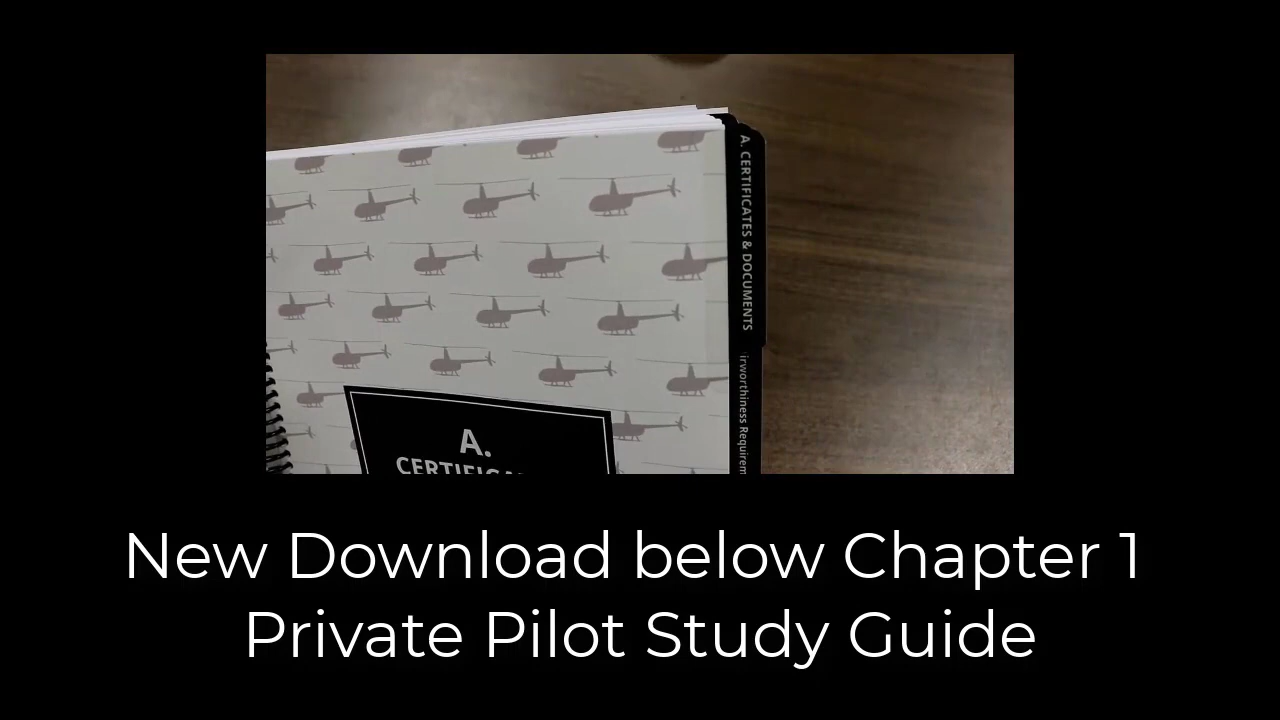 A. CERTIFICATES & DOCUMENTS
A.
New Download below Chapter 1
Private Pilot Study Guide